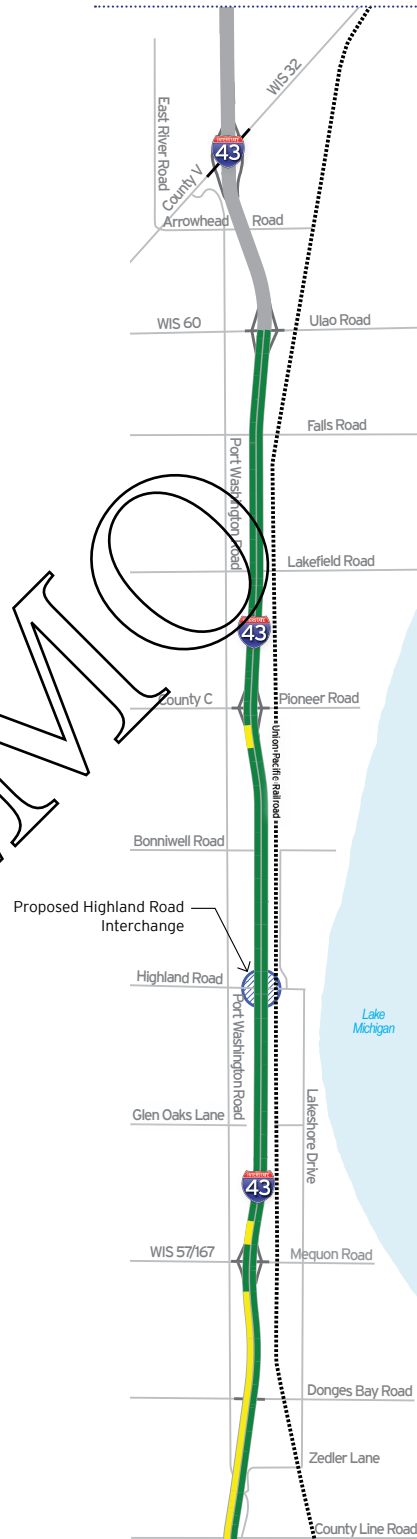 WIS 32
East River Road
INTERSTATE
43
County V
Arrowhead Road
WIS 60
Ulao Road
Falls Road
Port Washington Road
Lakefield Road
MO
INTERSTATE
43
County C
Pioneer Road
Union Pacific Railroad
Bonniwell Road
Proposed Highland Road
Interchange
Highland Road
Port Washington Road
Lake
Michigan
Glen Oaks Lane
Lakeshore Drive
INTERSTATE
43
WIS 57/167
Mequon Road
Donges Bay Road
Zedler Lane
County Line Road